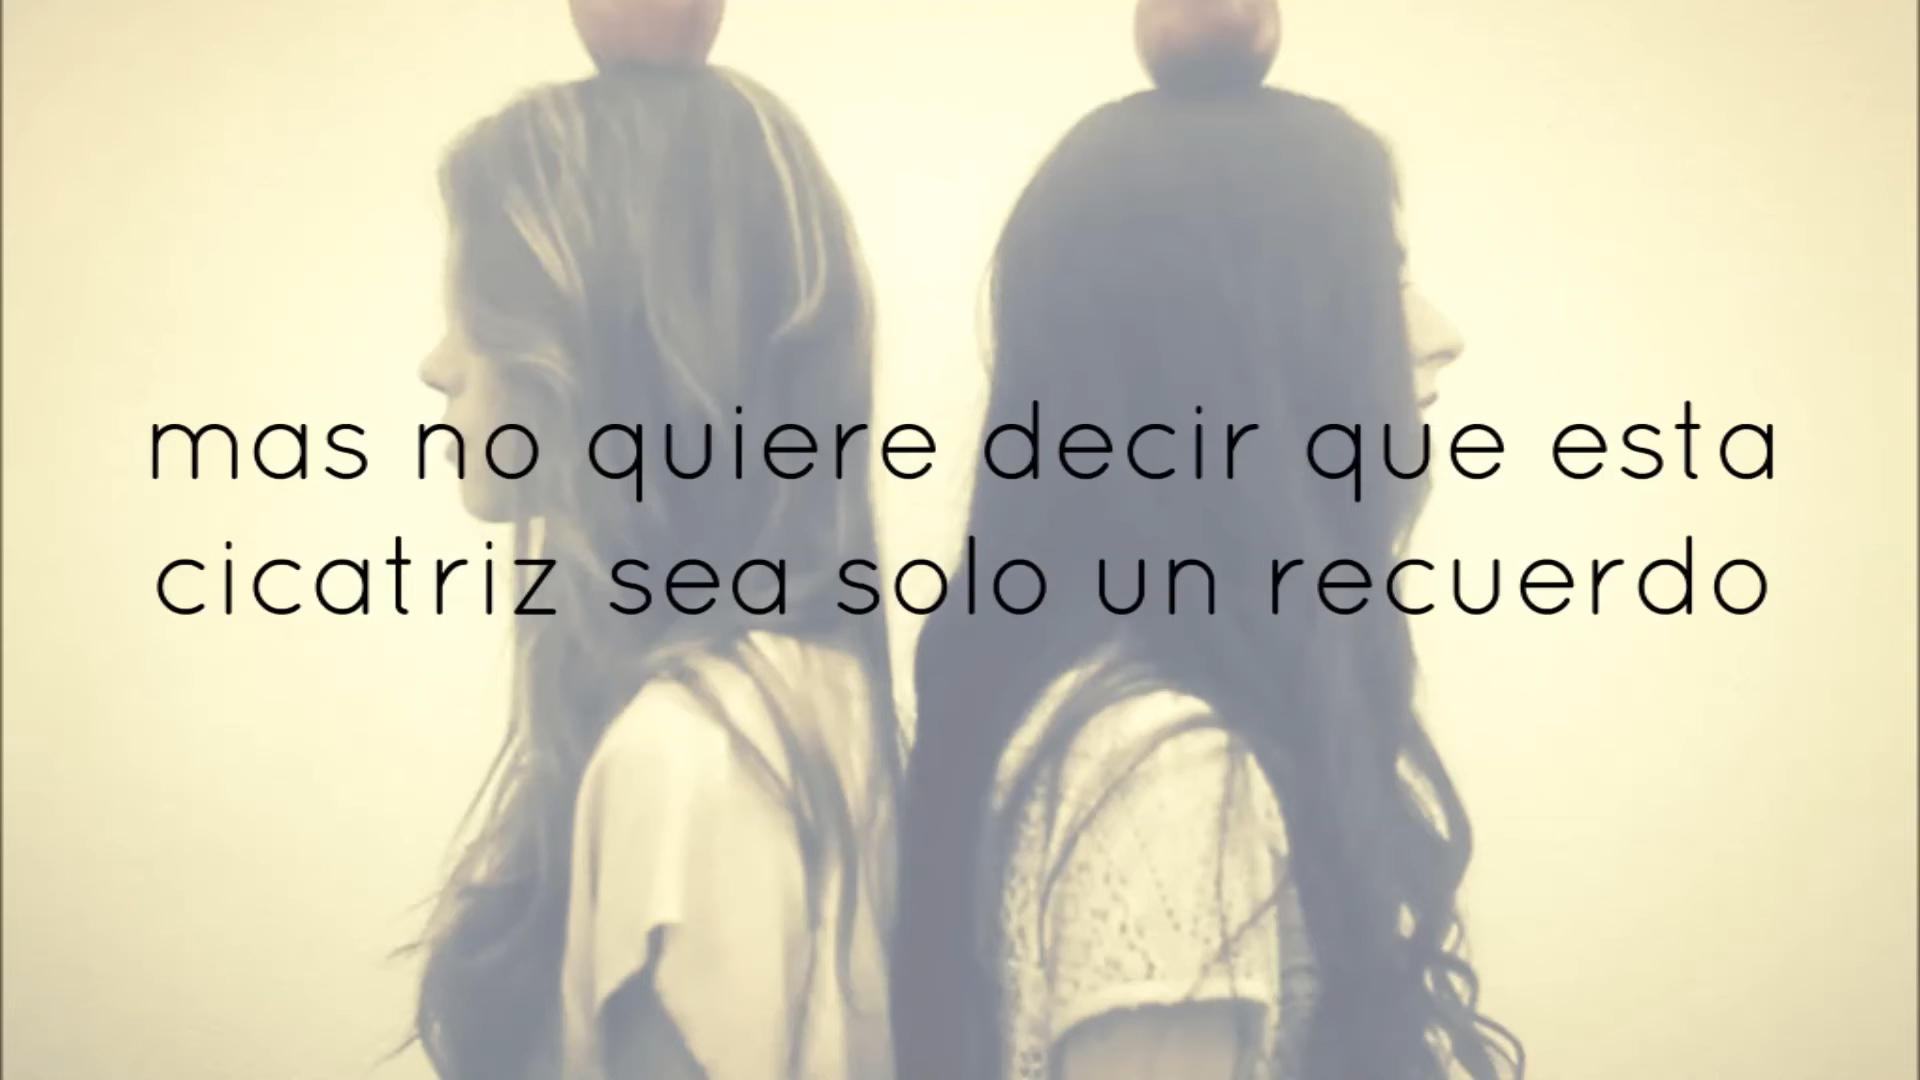 mas no quiere decir que esta
cicatriz sea solo un recuerdo